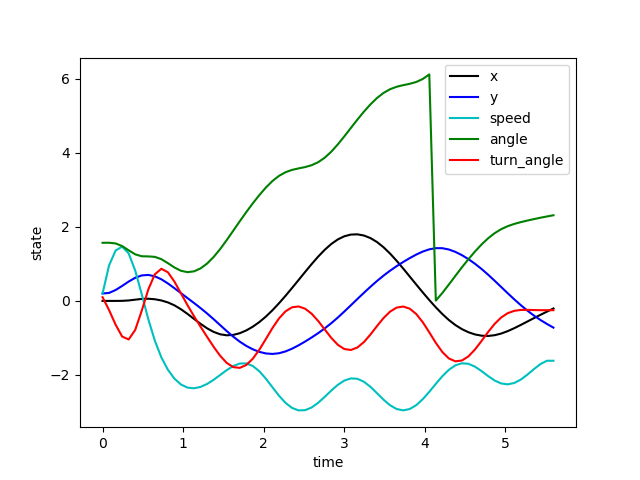 x
y
speed
angle
turn_angle
6
4
2
0
−2
state
0 1 2 3 4 5
time